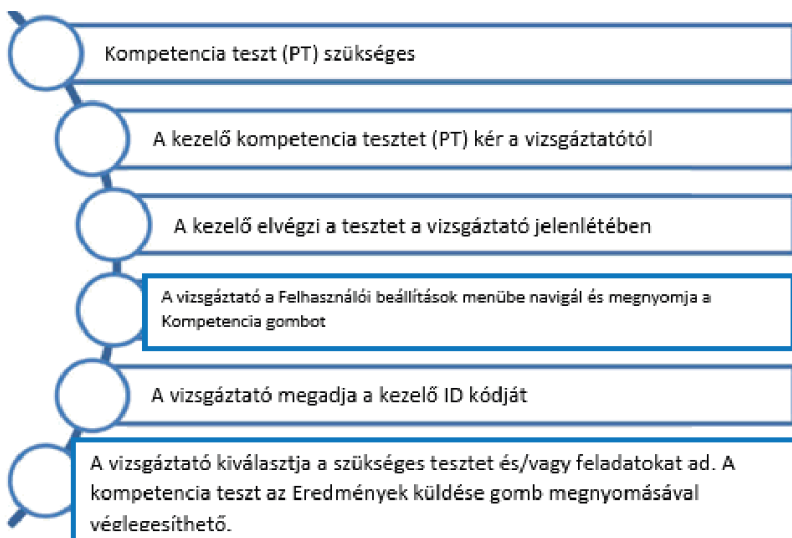 Kompetencia teszt (PT) szükséges
A kezelő kompetencia tesztet (PT) kér a vizsgáztatótól
A kezelő elvégzi a tesztet a vizsgáztató jelenlétében
A vizsgáztató a Felhasználói beállítások menübe navigál és megnyomja a
Kompetencia gombot
A vizsgáztató megadja a kezelő ID kódját
A vizsgáztató kiválasztja a szükséges tesztet és/vagy feladatokat ad. A
kompetencia teszt az Eredmények küldése gomb megnyomásával
véglegesíthető.